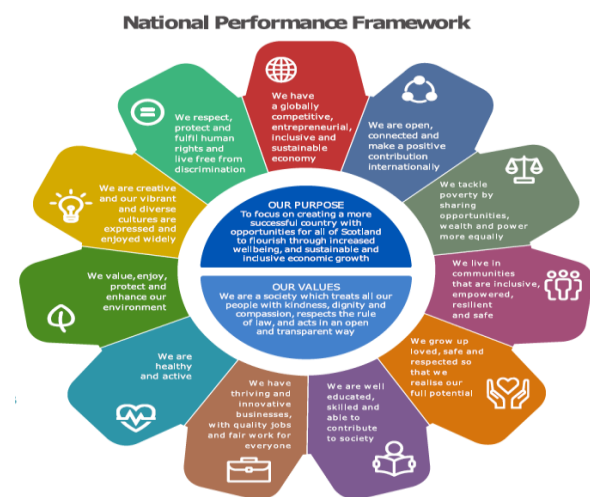 National Performance Framework
We have
a globally
competitive,
entrepreneurial,
inclusive and
sustainable
economy
We are open,
connected and
make a positive
contribution
internationally
We tackle
poverty by
sharing
opportunities,
wealth and power
more equally
We live in
communities
that are inclusive,
empowered,
resilient
and safe
We grow up
loved, safe and
respected so that
we
realise our
full potential
We are well
educated,
skilled and
able to
contribute
to society
We have
thriving and
innovative
businesses,
with quality jobs
and fair work for
everyone
We are
healthy
and active
We value, enjoy,
protect and
enhance our
environment
We are creative
and our vibrant
and diverse
cultures are
expressed and
enjoyed widely
We respect,
protect and
fulfil human
rights and
live free from
discrimination
OUR PURPOSE
To focus on creating a more
successful country with
opportunities for all of Scotland
to flourish through increased
wellbeing, and sustainable and
inclusive economic growth
OUR VALUES
We are a society which treats all our
people with kindness, dignity and
compassion, respects the rule
of law, and acts in an open
and transparent way